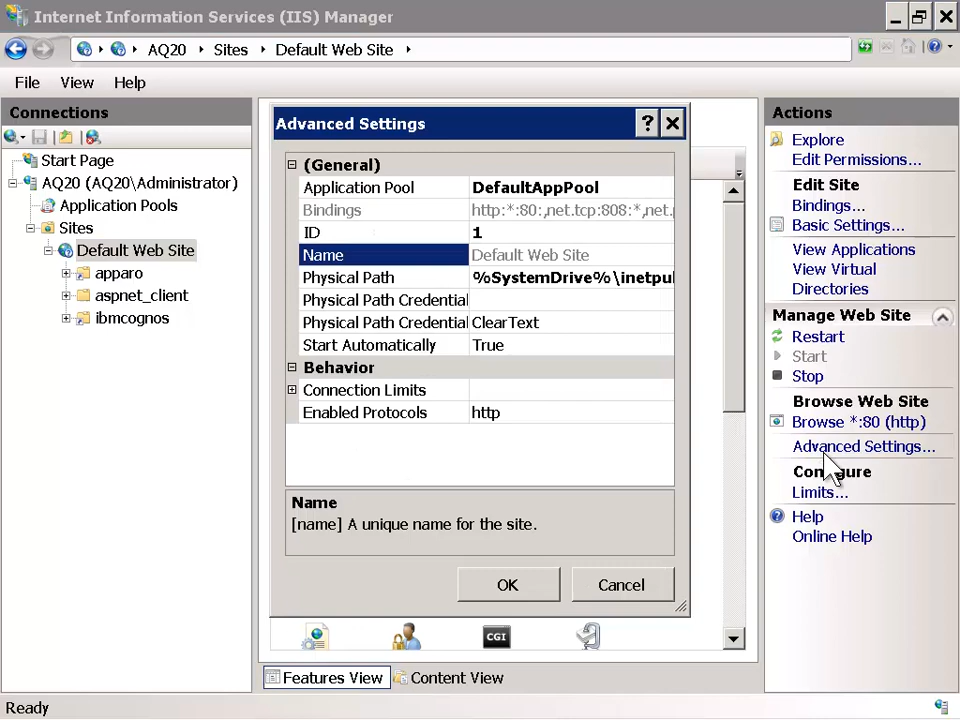 Internet Information Services (IIS) Manager
AQ20 Sites Default Web Site
File View Help
Connections
Start Page
AQ20 (AQ20\Administrator)
Application Pools
Sites
Default Web Site
apparo
aspnet_client
ibmcognos
Advanced Settings
(General)
Application Pool DefaultAppPool
Bindings http:*:80:,net.tcp:808:*,net.
ID 1
Name Default Web Site
Physical Path %SystemDrive%\inetpu
Physical Path Credential
Physical Path Credential ClearText
Start Automatically True
Behavior
Connection Limits
Enabled Protocols http
Name
[name] A unique name for the site.
OK Cancel
CGI
Features View Content View
Actions
Explore
Edit Permissions...
Edit Site
Bindings...
Basic Settings...
View Applications
View Virtual
Directories
Manage Web Site
Restart
Start
Stop
Browse Web Site
Browse *:80 (http)
Advanced Settings...
Configure
Limits...
Help
Online Help
Ready